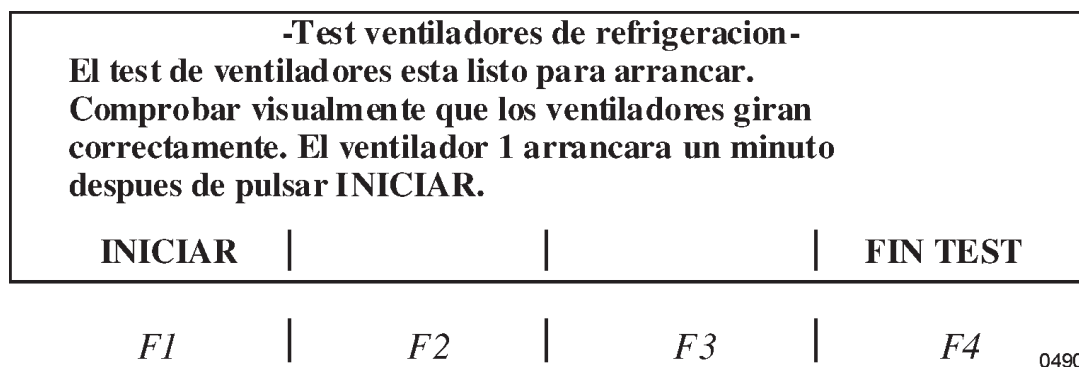 -Test ventiladores de refrigeracion-
El test de ventiladores esta listo para arrancar.
Comprobar visualmente que los ventiladores giran
correctamente. El ventilador 1 arrancara un minuto
despues de pulsar INICIAR.
INICIAR | | | FIN TEST
F1 | F2 | F3 | F4
0490